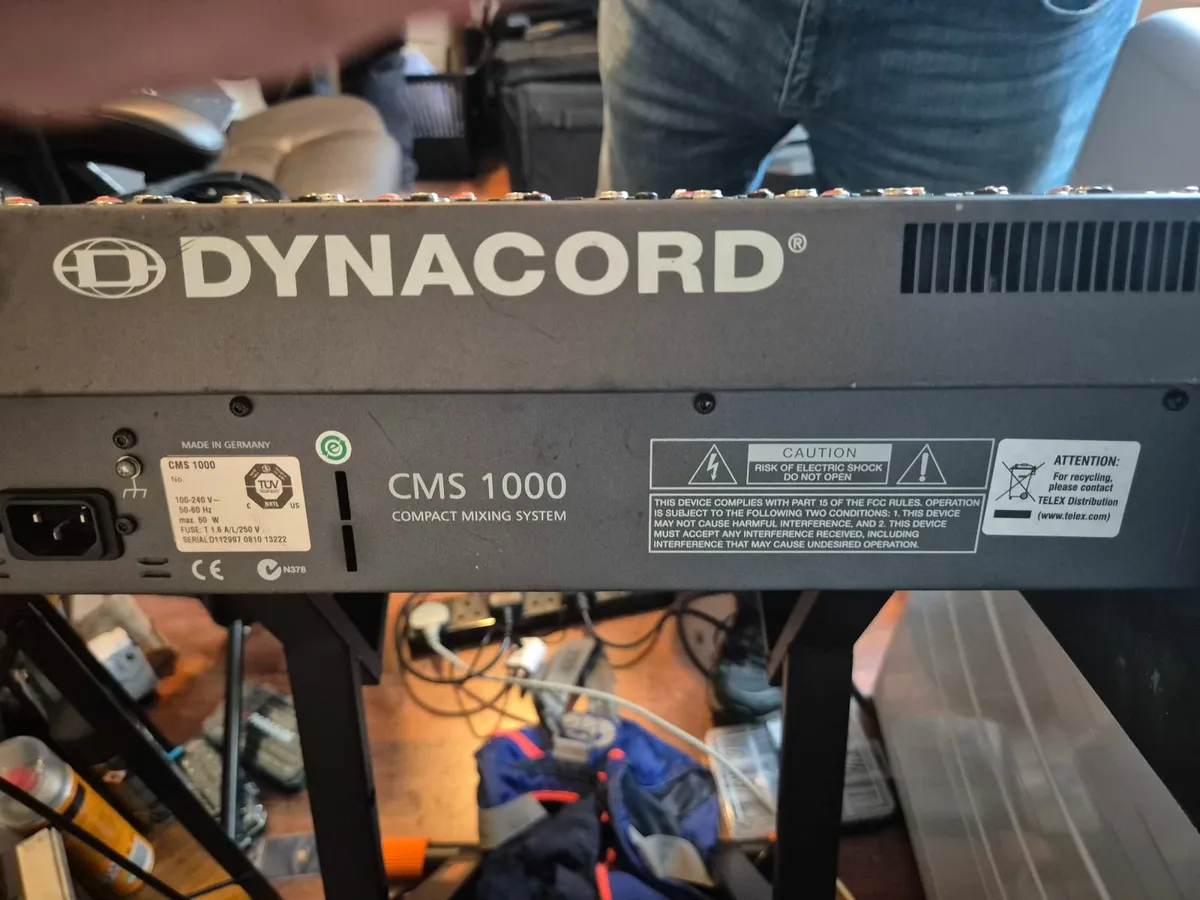 DYNACORD®
MADE IN GERMANY
CMS 1000
No.
100-240 V~
50-60 Hz
max. 60 W
FUSE: T 1.6 A/L/250 V
SERIAL D112997 0810 13222
TÜV
NRTL
C US
CE
N378
CMS 1000
COMPACT MIXING SYSTEM
CAUTION
RISK OF ELECTRIC SHOCK
DO NOT OPEN
THIS DEVICE COMPLIES WITH PART 15 OF THE FCC RULES. OPERATION
IS SUBJECT TO THE FOLLOWING TWO CONDITIONS: 1. THIS DEVICE
MAY NOT CAUSE HARMFUL INTERFERENCE, AND 2. THIS DEVICE
MUST ACCEPT ANY INTERFERENCE RECEIVED, INCLUDING
INTERFERENCE THAT MAY CAUSE UNDESIRED OPERATION.
ATTENTION:
For recycling,
please contact
TELEX Distribution
(www.telex.com)